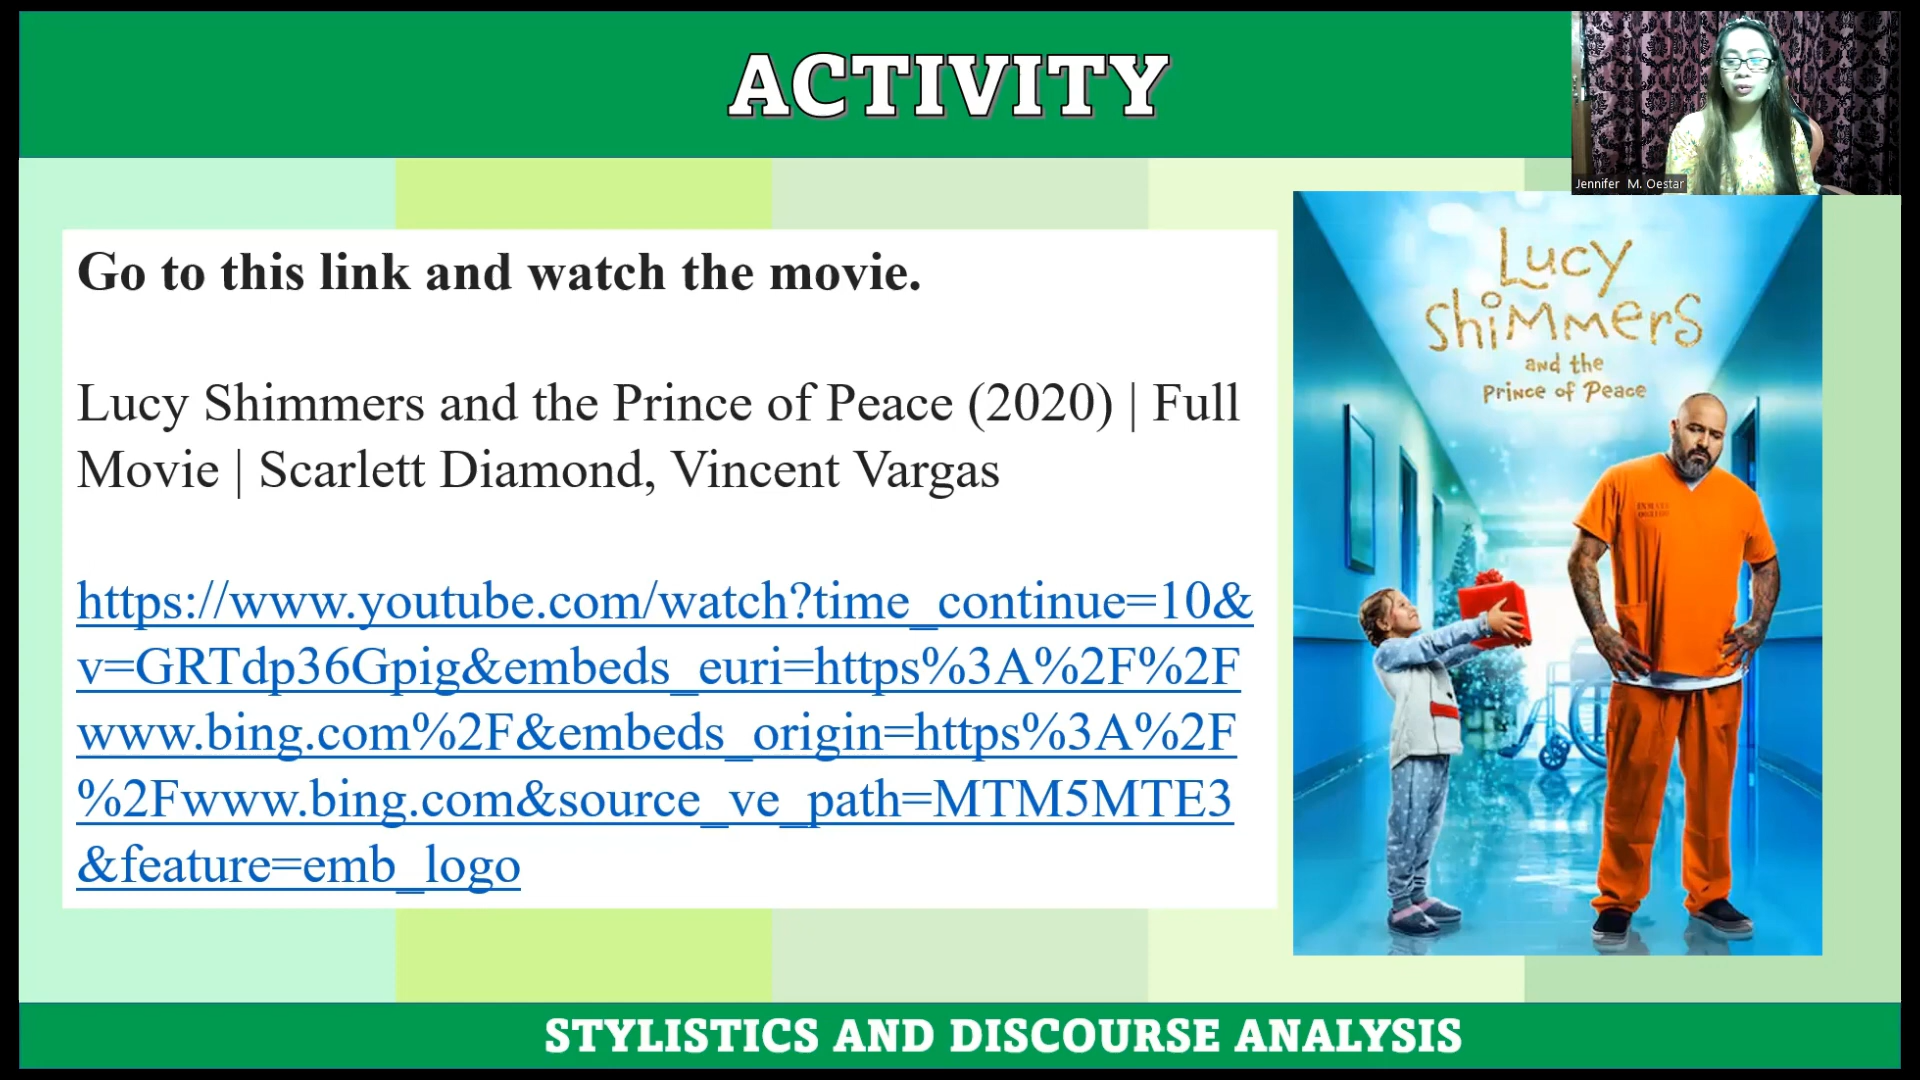 ACTIVITY
Jennifer M. Oestar
Go to this link and watch the movie.
Lucy Shimmers and the Prince of Peace (2020) | Full
Movie | Scarlett Diamond, Vincent Vargas
https://www.youtube.com/watch?time_continue=10&
v=GRTdp36Gpig&embeds_euri=https%3A%2F%2F
www.bing.com%2F&embeds_origin=https%3A%2F
%2Fwww.bing.com&source_ve_path=MTM5MTE3
&feature=emb_logo
Lucy
Shimmers
and the
Prince of Peace
STYLISTICS AND DISCOURSE ANALYSIS